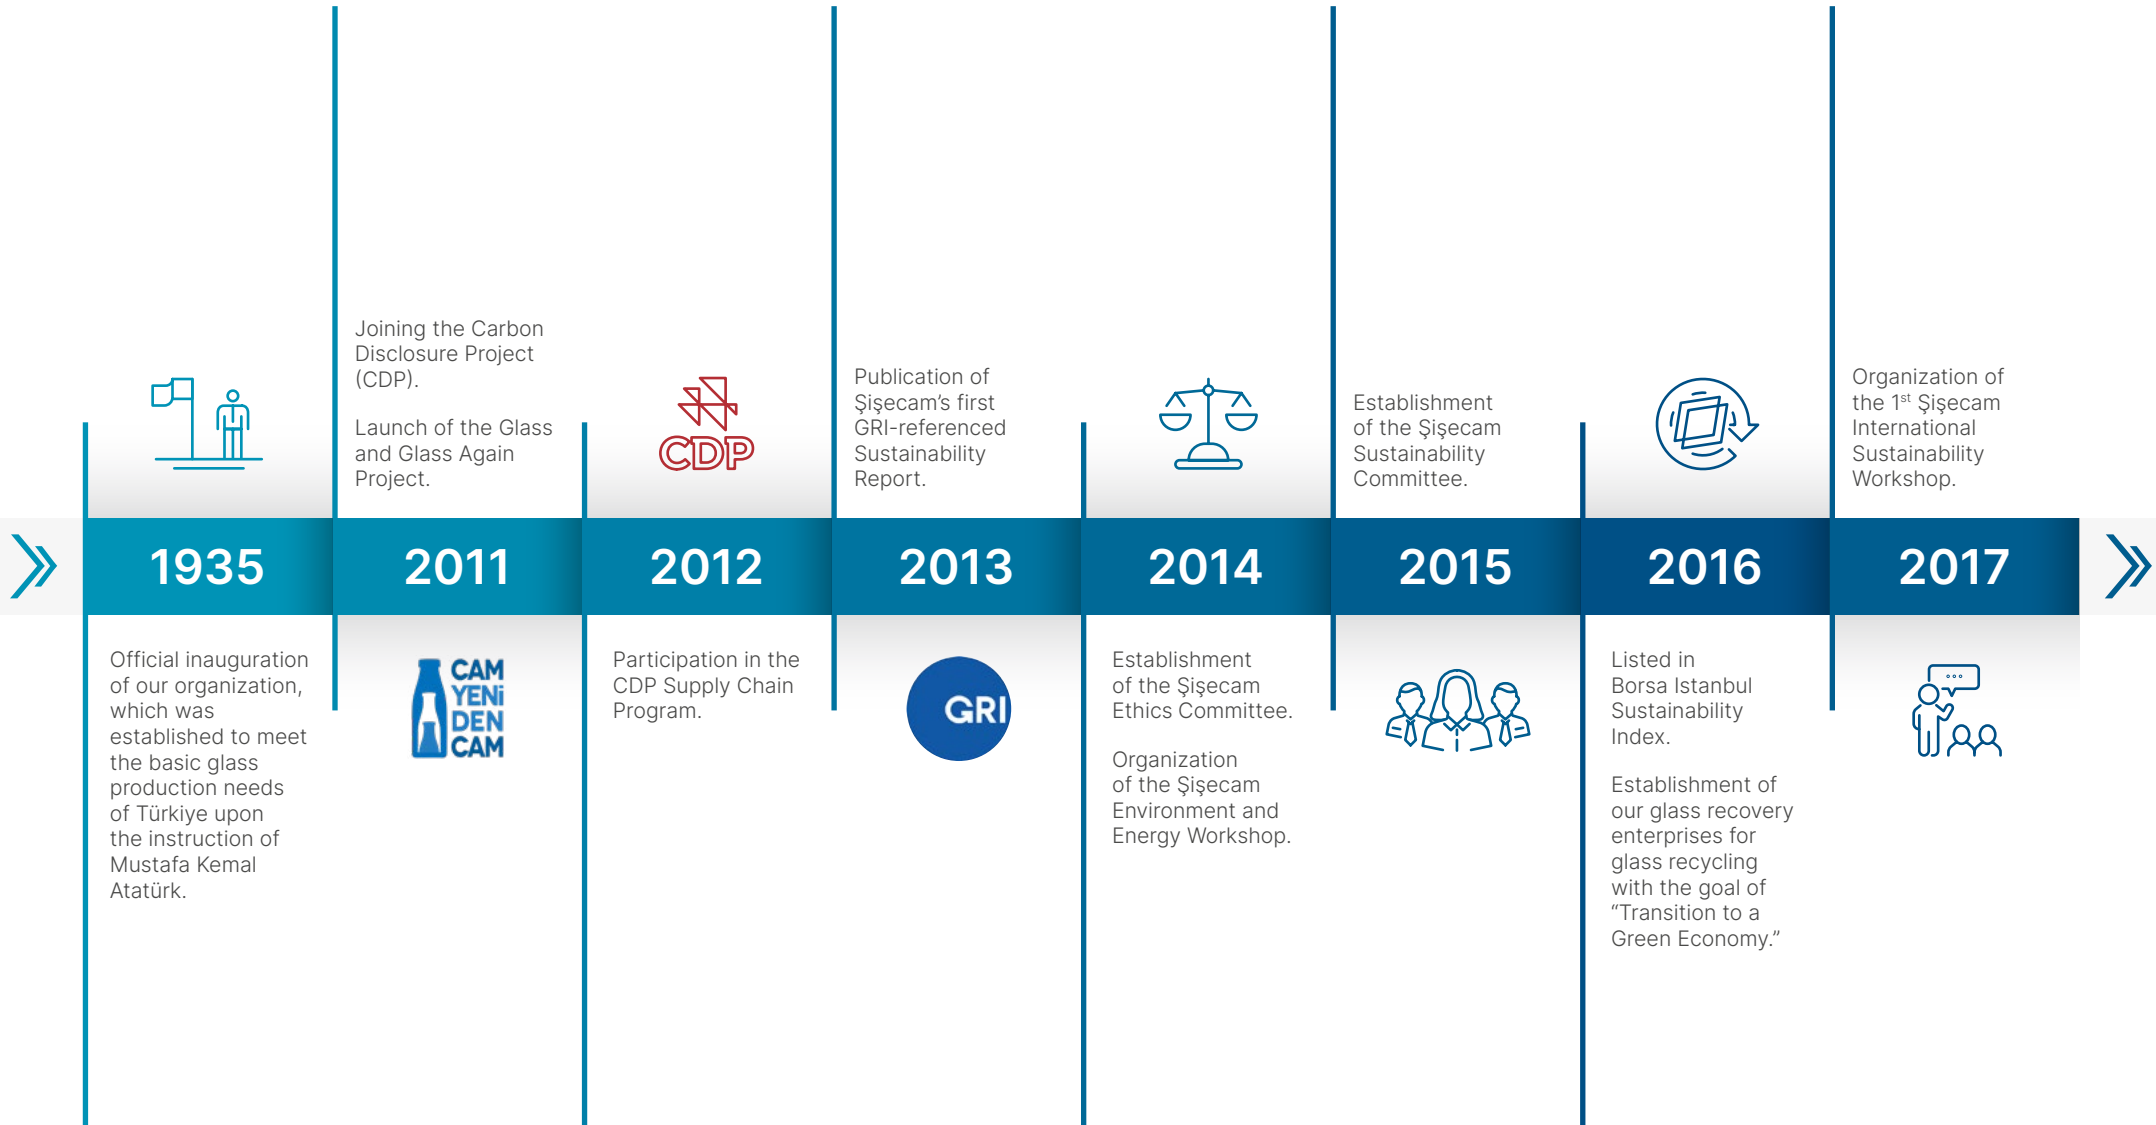 1935
Official inauguration
of our organization,
which was
established to meet
the basic glass
production needs
of Türkiye upon
the instruction of
Mustafa Kemal
Atatürk.
Joining the Carbon
Disclosure Project
(CDP).
Launch of the Glass
and Glass Again
Project.
2011
CAM
YENİ
DEN
CAM
CDP
2012
Participation in the
CDP Supply Chain
Program.
Publication of
Şişecam’s first
GRI-referenced
Sustainability
Report.
2013
GRI
2014
Establishment
of the Şişecam
Ethics Committee.
Organization
of the Şişecam
Environment and
Energy Workshop.
Establishment
of the Şişecam
Sustainability
Committee.
2015
2016
Listed in
Borsa Istanbul
Sustainability
Index.
Establishment of
our glass recovery
enterprises for
glass recycling
with the goal of
“Transition to a
Green Economy.”
Organization of
the 1st Şişecam
International
Sustainability
Workshop.
2017